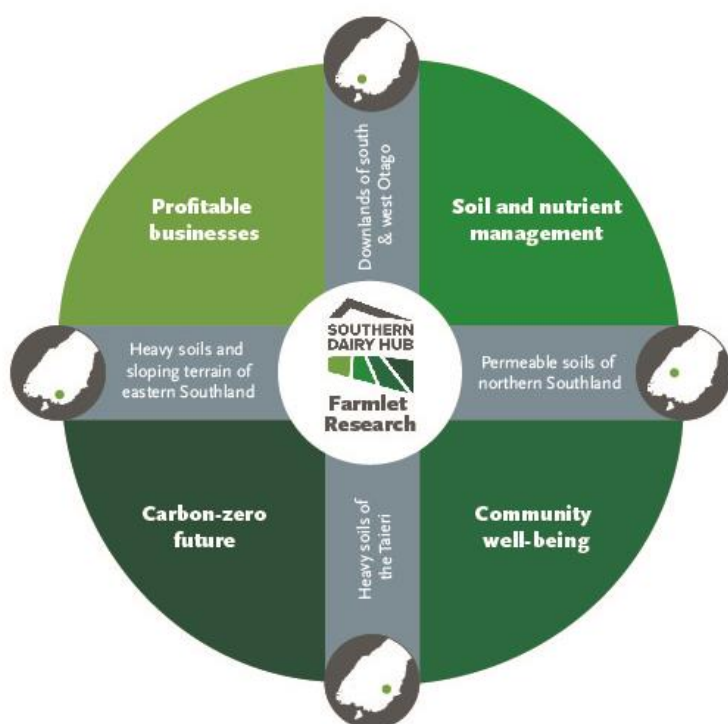 Downlands of south
& west Otago
Profitable
businesses
Soil and nutrient
management
Heavy soils and
sloping terrain of
eastern Southland
SOUTHERN
DAIRY HUB
Farmlet
Research
Permeable soils of
northern Southland
Carbon-zero
future
Heavy soils of
the Taieri
Community
well-being